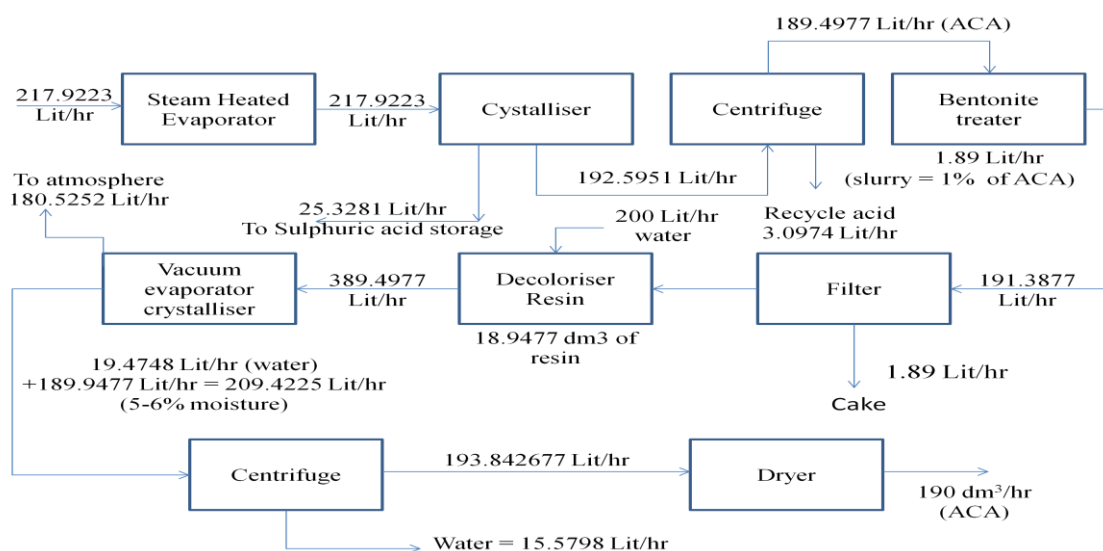 189.4977 Lit/hr (ACA)
217.9223
Lit/hr
Steam Heated
Evaporator
217.9223
Lit/hr
Cystalliser
Centrifuge
Bentonite
treater
1.89 Lit/hr
(slurry = 1% of ACA)
192.5951 Lit/hr
To atmosphere
180.5252 Lit/hr
25.3281 Lit/hr
To Sulphuric acid storage
200 Lit/hr
water
Recycle acid
3.0974 Lit/hr
Vacuum
evaporator
crystalliser
389.4977
Lit/hr
Decoloriser
Resin
Filter
191.3877
Lit/hr
18.9477 dm3 of
resin
19.4748 Lit/hr (water)
+189.9477 Lit/hr = 209.4225 Lit/hr
(5-6% moisture)
1.89 Lit/hr
Cake
Centrifuge
193.842677 Lit/hr
Dryer
190 dm³/hr
(ACA)
Water = 15.5798 Lit/hr